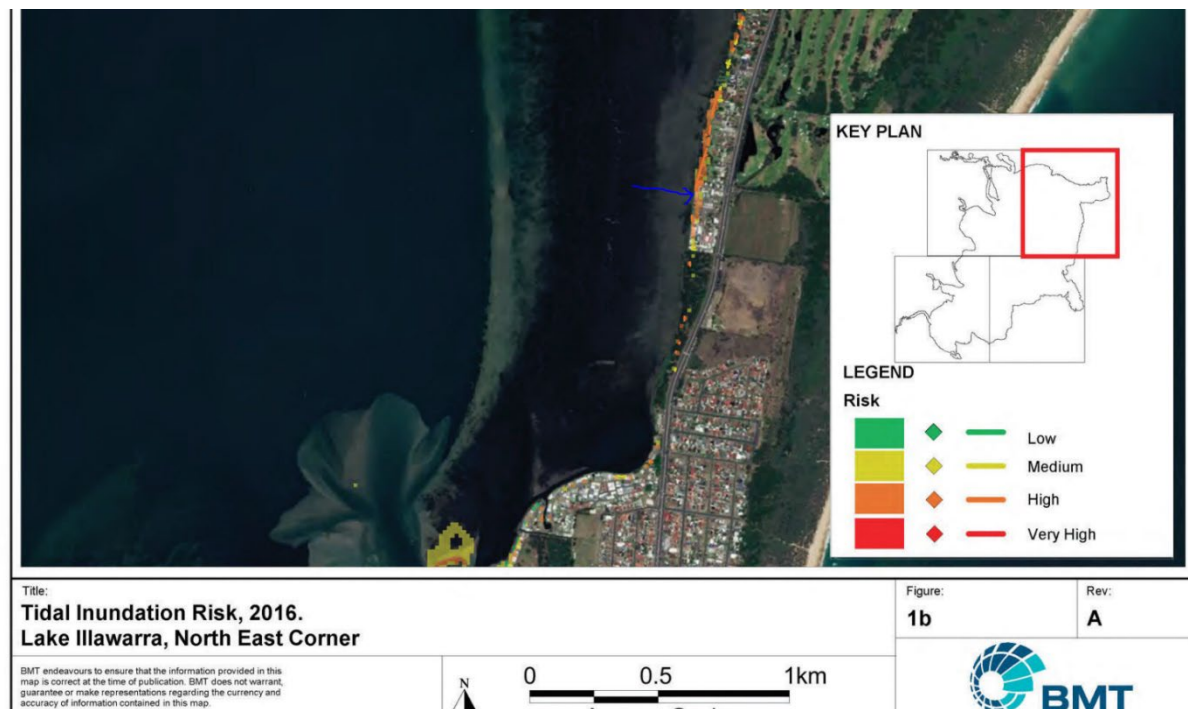 KEY PLAN
LEGEND
Risk
Low
Medium
High
Very High
Title:
Tidal Inundation Risk, 2016.
Lake Illawarra, North East Corner
Figure:
1b
Rev:
A
BMT endeavours to ensure that the information provided in this
map is correct at the time of publication. BMT does not warrant,
guarantee or make representations regarding the currency and
accuracy of information contained in this map.
N
0 0.5 1km
BMT